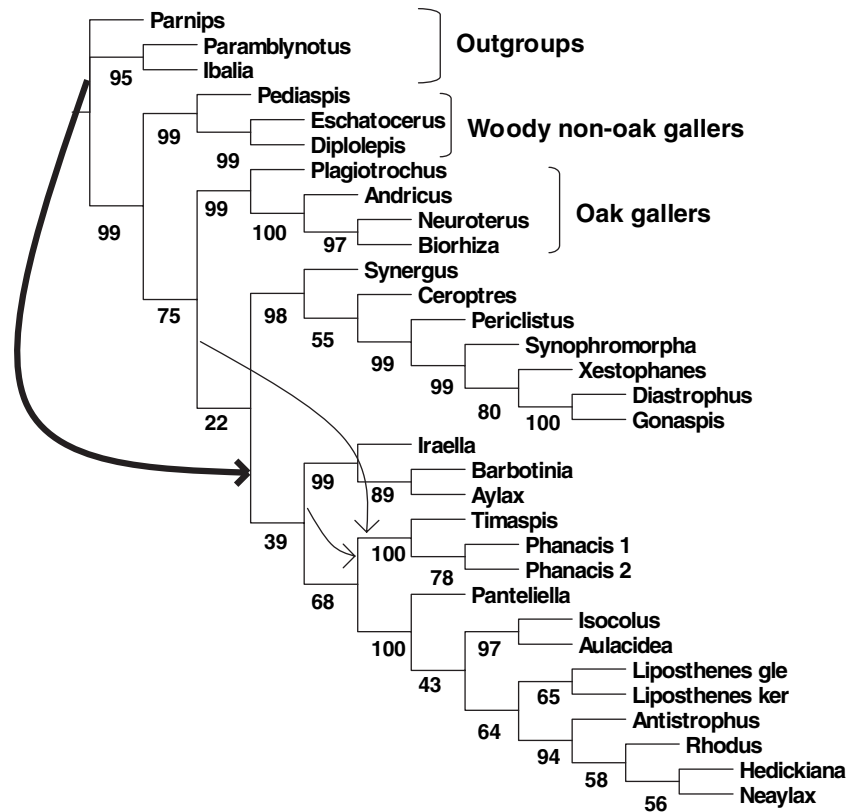 Parnips
Paramblynotus
95
Ibalia
Outgroups
Pediaspis
99
Eschatocerus
99
Diplolepis
Woody non-oak gallers
Plagiotrochus
99
Andricus
99
100
Neuroterus
97
Biorhiza
Oak gallers
Synergus
75
98
Ceroptres
55
Periclistus
99
Synophromorpha
99
Xestophanes
80
Diastrophus
22
100
Gonaspis
Iraella
99
Barbotinia
89
Aylax
Timaspis
39
100
Phanacis 1
78
Phanacis 2
68
Panteliella
Isocolus
100
97
Aulacidea
43
Liposthenes gle
65
Liposthenes ker
64
Antistrophus
94
Rhodus
58
Hedickiana
56
Neaylax